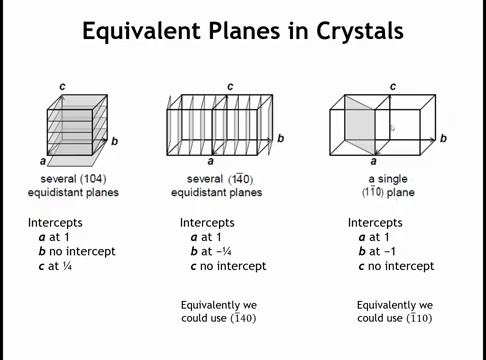 Equivalent Planes in Crystals
c
b
a
several (104)
equidistant planes
Intercepts
a at 1
b no intercept
c at ¼
c
b
a
several (14̄0)
equidistant planes
Intercepts
a at 1
b at −¼
c no intercept
Equivalently we
could use (1̄40)
c
b
a
a single
(11̄0) plane
Intercepts
a at 1
b at −1
c no intercept
Equivalently we
could use (1̄10)